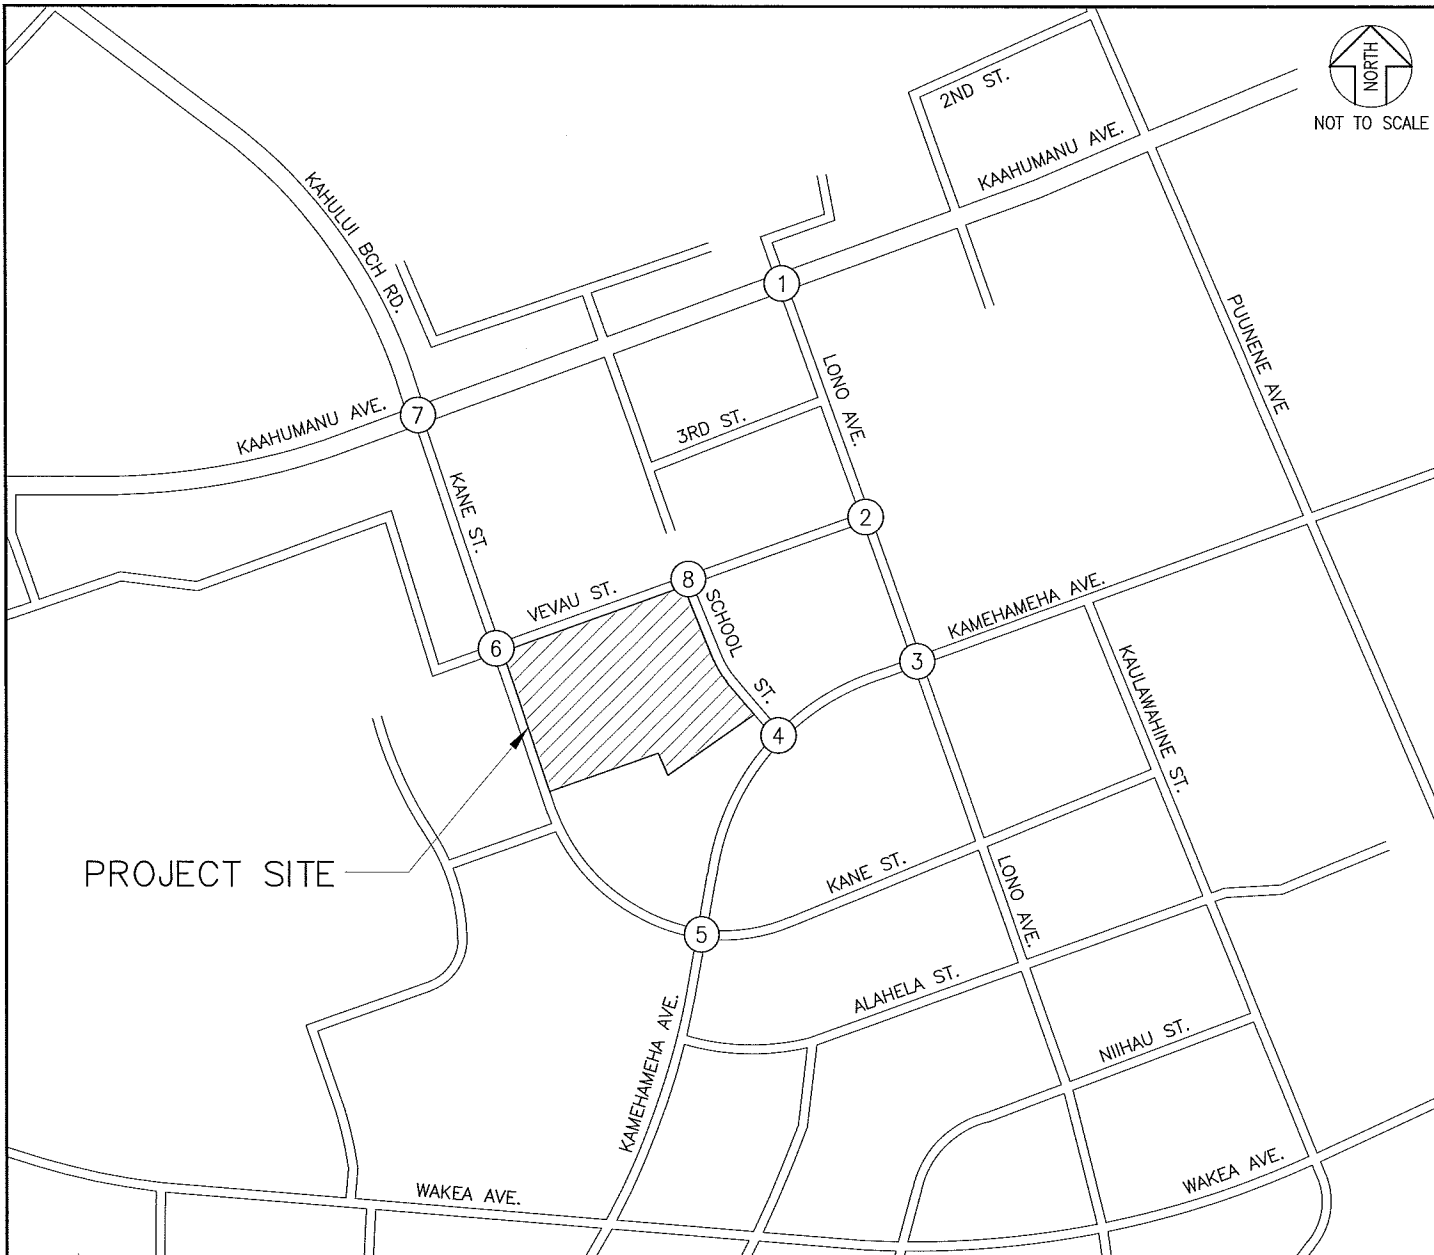 NORTH
NOT TO SCALE
2ND ST.
KAAHUMANU AVE.
KAHULUI BCH RD.
1
PUUNENE AVE
LONO AVE.
KAAHUMANU AVE.
7
3RD ST.
KANE ST.
2
8
VEVAU ST.
SCHOOL ST.
KAMEHAMEHA AVE.
6
3
KAULAWAHINE ST.
4
PROJECT SITE
KANE ST.
LONO AVE.
5
ALAHELA ST.
KAMEHAMEHA AVE.
NIIHAU ST.
WAKEA AVE.
WAKEA AVE.